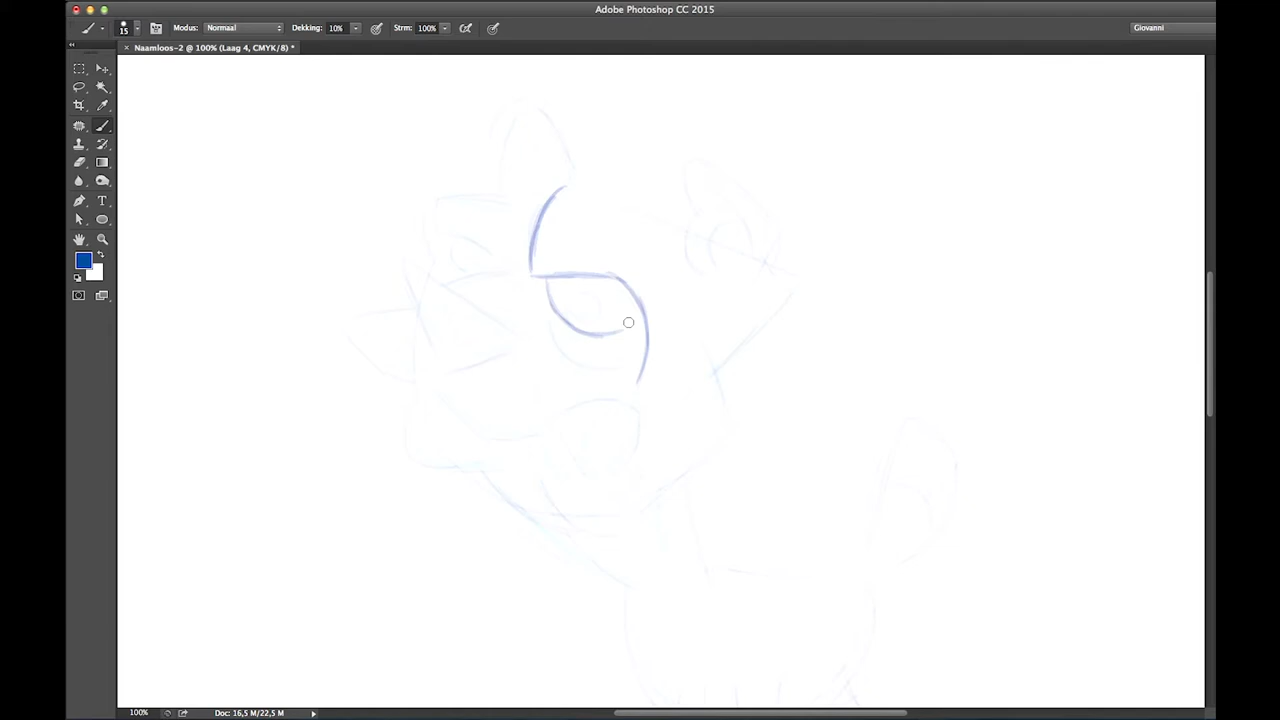 Adobe Photoshop CC 2015
15 Modus: Normaal Dekking: 10% Strm: 100% Giovanni
× Naamloos-2 @ 100% (Laag 4, CMYK/8) *
100% Doc: 16,5 M/22,5 M